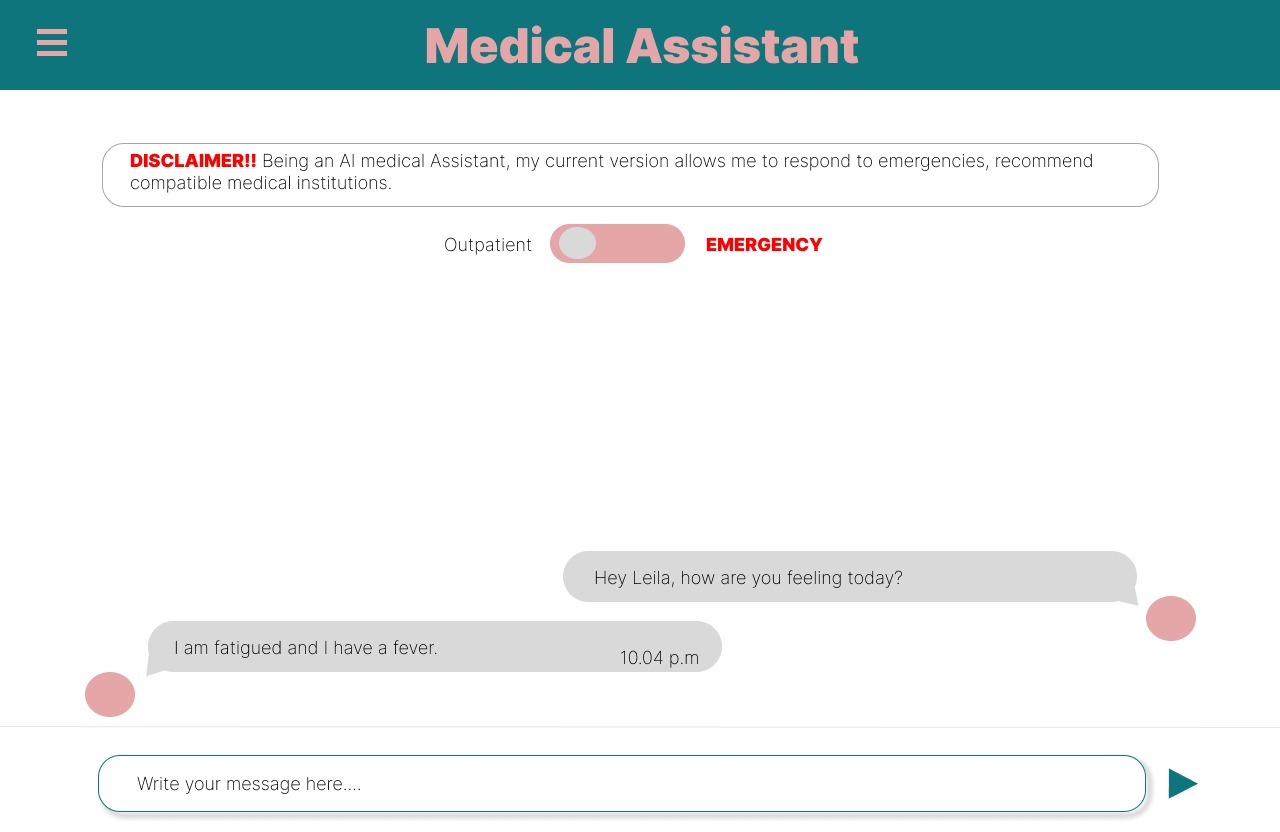 Medical Assistant
DISCLAIMER!! Being an AI medical Assistant, my current version allows me to respond to emergencies, recommend
compatible medical institutions.
Outpatient EMERGENCY
Hey Leila, how are you feeling today?
I am fatigued and I have a fever.
10.04 p.m
Write your message here....